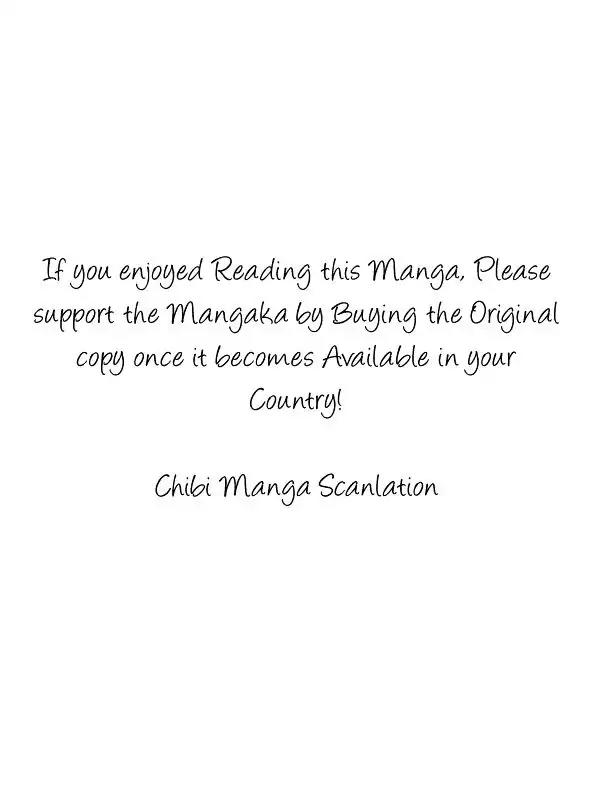 If you enjoyed Reading this Manga, Please
support the Mangaka by Buying the Original
copy once it becomes Available in your
Country!
Chibi Manga Scanlation